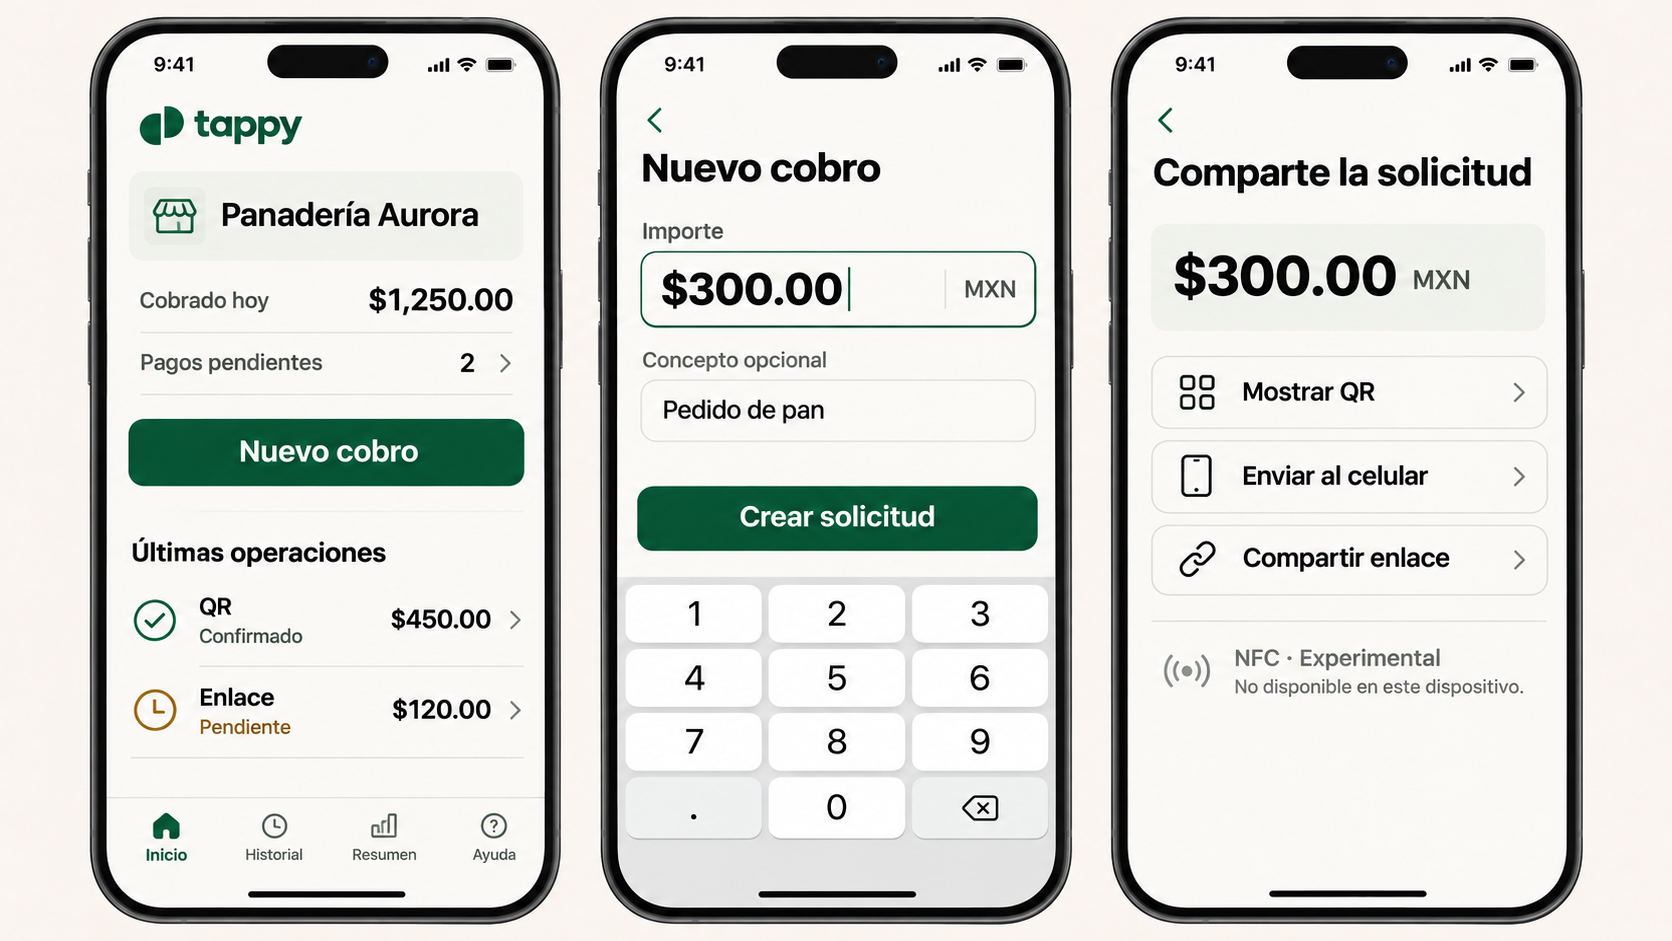 9:41
tappy
Panadería Aurora
Cobrado hoy $1,250.00
Pagos pendientes 2
Nuevo cobro
Últimas operaciones
QR
Confirmado
$450.00
Enlace
Pendiente
$120.00
Inicio Historial Resumen Ayuda
9:41
Nuevo cobro
Importe
$300.00 MXN
Concepto opcional
Pedido de pan
Crear solicitud
1 2 3
4 5 6
7 8 9
. 0
9:41
Comparte la solicitud
$300.00 MXN
Mostrar QR
Enviar al celular
Compartir enlace
NFC · Experimental
No disponible en este dispositivo.